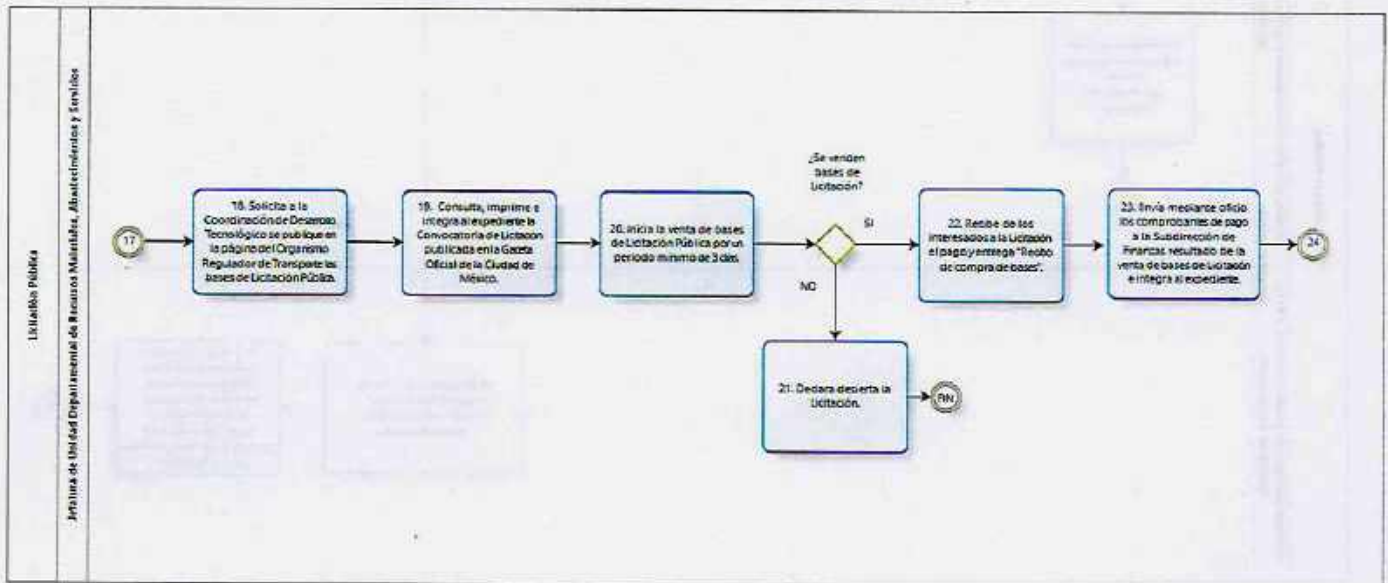 Licitación Pública
Jefatura de Unidad Departamental de Recursos Materiales, Abastecimientos y Servicios
17
18. Solicita a la
Coordinación de Desarrollo
Tecnológico se publique en
la página del Organismo
Regulador de Transporte las
bases de Licitación Pública.
19. Consulta, imprime e
integra al expediente la
Convocatoria de Licitación
publicada en la Gaceta
Oficial de la Ciudad de
México.
20. Inicia la venta de bases
de Licitación Pública por un
periodo mínimo de 3 días.
¿Se venden
bases de
Licitación?
SI
NO
22. Recibe de los
interesados a la Licitación
el pago y entrega "Recibo
de compra de bases".
23. Envía mediante oficio
los comprobantes de pago
a la Subdirección de
Finanzas resultado de la
venta de bases de Licitación
e integra al expediente.
24
21. Declara desierta la
Licitación.
FIN